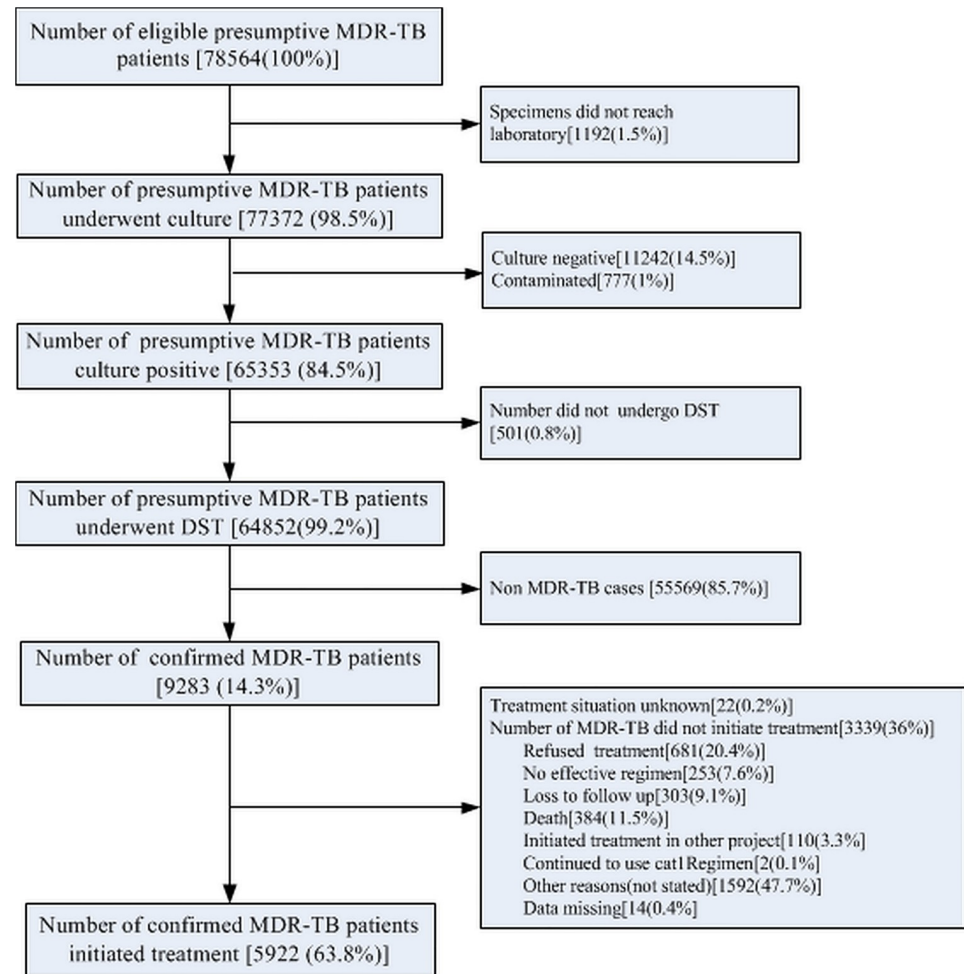 Number of eligible presumptive MDR-TB
patients [78564(100%)]
Specimens did not reach
laboratory[1192(1.5%)]
Number of presumptive MDR-TB patients
underwent culture [77372 (98.5%)]
Culture negative[11242(14.5%)]
Contaminated[777(1%)]
Number of presumptive MDR-TB patients
culture positive [65353 (84.5%)]
Number did not undergo DST
[501(0.8%)]
Number of presumptive MDR-TB patients
underwent DST [64852(99.2%)]
Non MDR-TB cases [55569(85.7%)]
Number of confirmed MDR-TB patients
[9283 (14.3%)]
Treatment situation unknown[22(0.2%)]
Number of MDR-TB did not initiate treatment[3339(36%)]
Refused treatment[681(20.4%)]
No effective regimen[253(7.6%)]
Loss to follow up[303(9.1%)]
Death[384(11.5%)]
Initiated treatment in other project[110(3.3%]
Continued to use cat1Regimen[2(0.1%]
Other reasons(not stated)[1592(47.7%)]
Data missing[14(0.4%]
Number of confirmed MDR-TB patients
initiated treatment [5922 (63.8%)]